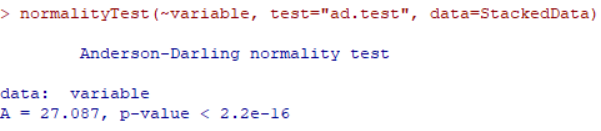 > normalityTest(~variable, test="ad.test", data=StackedData)
Anderson-Darling normality test
data:  variable
A = 27.087, p-value < 2.2e-16